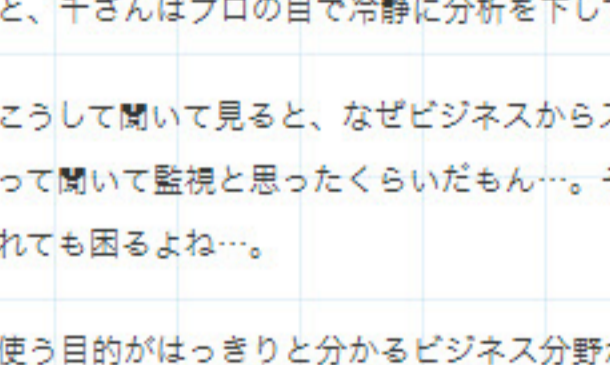 と、千さんはプロの目で冷静に分析を下し
こうして聞いて見ると、なぜビジネスから
って聞いて監視と思ったくらいだもん…。
れても困るよね…。
使う目的がはっきりと分かるビジネス分野